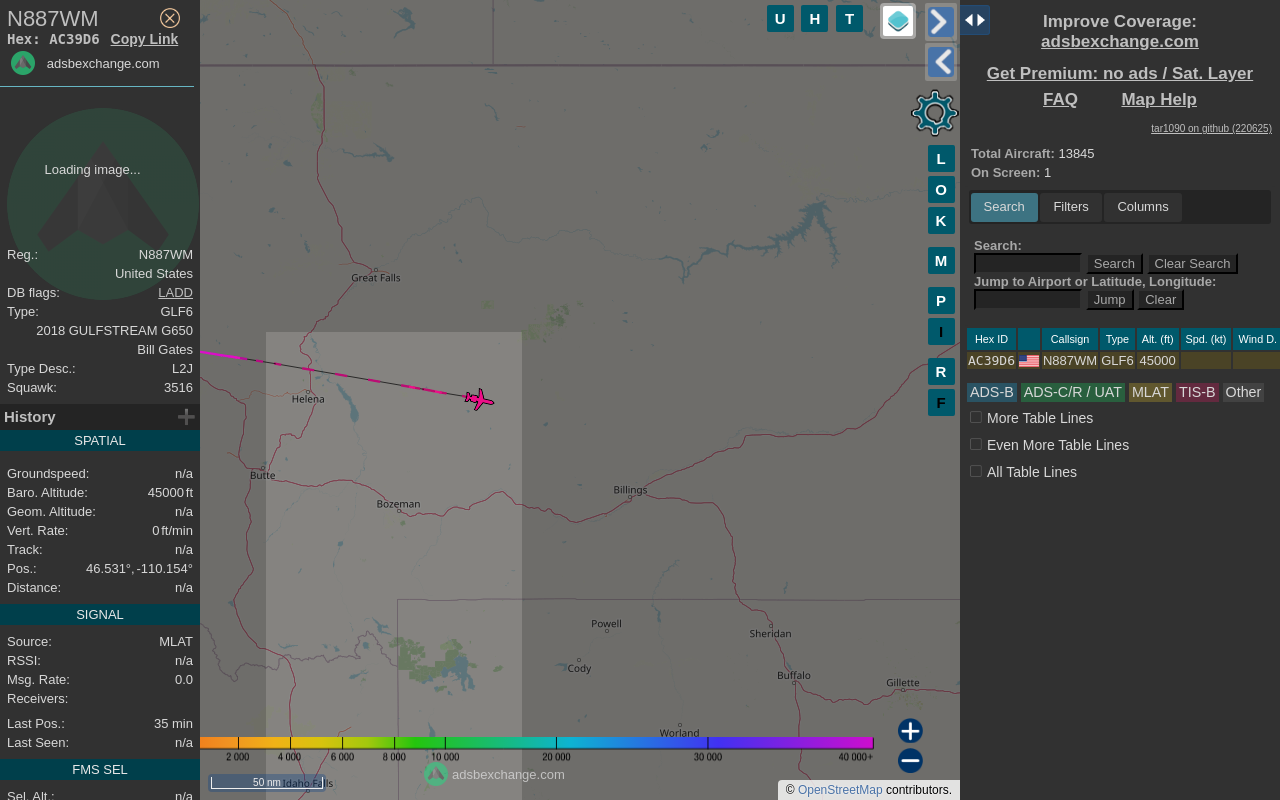 N887WM
Hex: AC39D6 Copy Link
adsbexchange.com
Loading image...
Reg.: N887WM
United States
DB flags: LADD
Type: GLF6
2018 GULFSTREAM G650
Bill Gates
Type Desc.: L2J
Squawk: 3516
History
SPATIAL
Groundspeed: n/a
Baro. Altitude: 45000 ft
Geom. Altitude: n/a
Vert. Rate: 0 ft/min
Track: n/a
Pos.: 46.531°, -110.154°
Distance: n/a
SIGNAL
Source: MLAT
RSSI: n/a
Msg. Rate: 0.0
Receivers:
Last Pos.: 35 min
Last Seen: n/a
FMS SEL
Sel. Alt.: n/a
U H T
L
O
K
M
P
I
R
F
Great Falls
Helena
Butte
Bozeman
Billings
Powell
Sheridan
Cody
Buffalo
Gillette
Worland
2 000 4 000 6 000 8 000 10 000 20 000 30 000 40 000+
adsbexchange.com
50 nm Idaho Falls
© OpenStreetMap contributors.
Improve Coverage:
adsbexchange.com
Get Premium: no ads / Sat. Layer
FAQ Map Help
tar1090 on github (220625)
Total Aircraft: 13845
On Screen: 1
Search Filters Columns
Search:
Search Clear Search
Jump to Airport or Latitude, Longitude:
Jump Clear
Hex ID Callsign Type Alt. (ft) Spd. (kt) Wind D.
AC39D6 N887WM GLF6 45000
ADS-B ADS-C/R / UAT MLAT TIS-B Other
More Table Lines
Even More Table Lines
All Table Lines